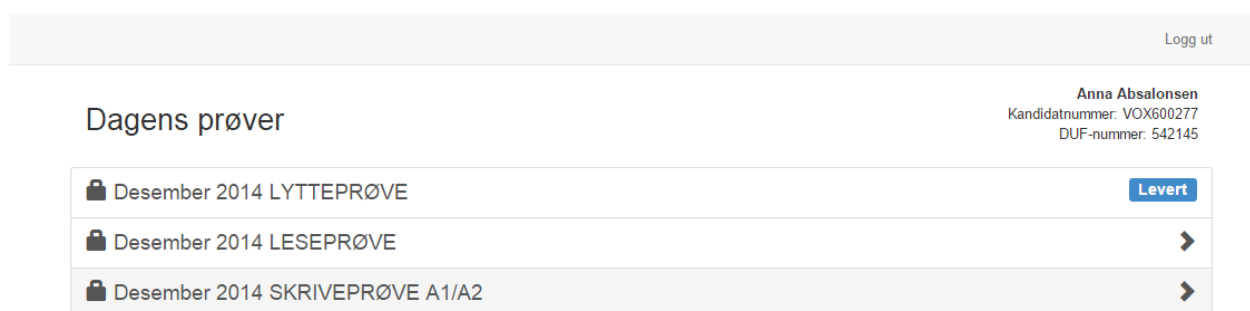 Logg ut
Anna Absalonsen
Kandidatnummer: VOX600277
DUF-nummer: 542145
Dagens prøver
Desember 2014 LYTTEPRØVE Levert
Desember 2014 LESEPRØVE
Desember 2014 SKRIVEPRØVE A1/A2